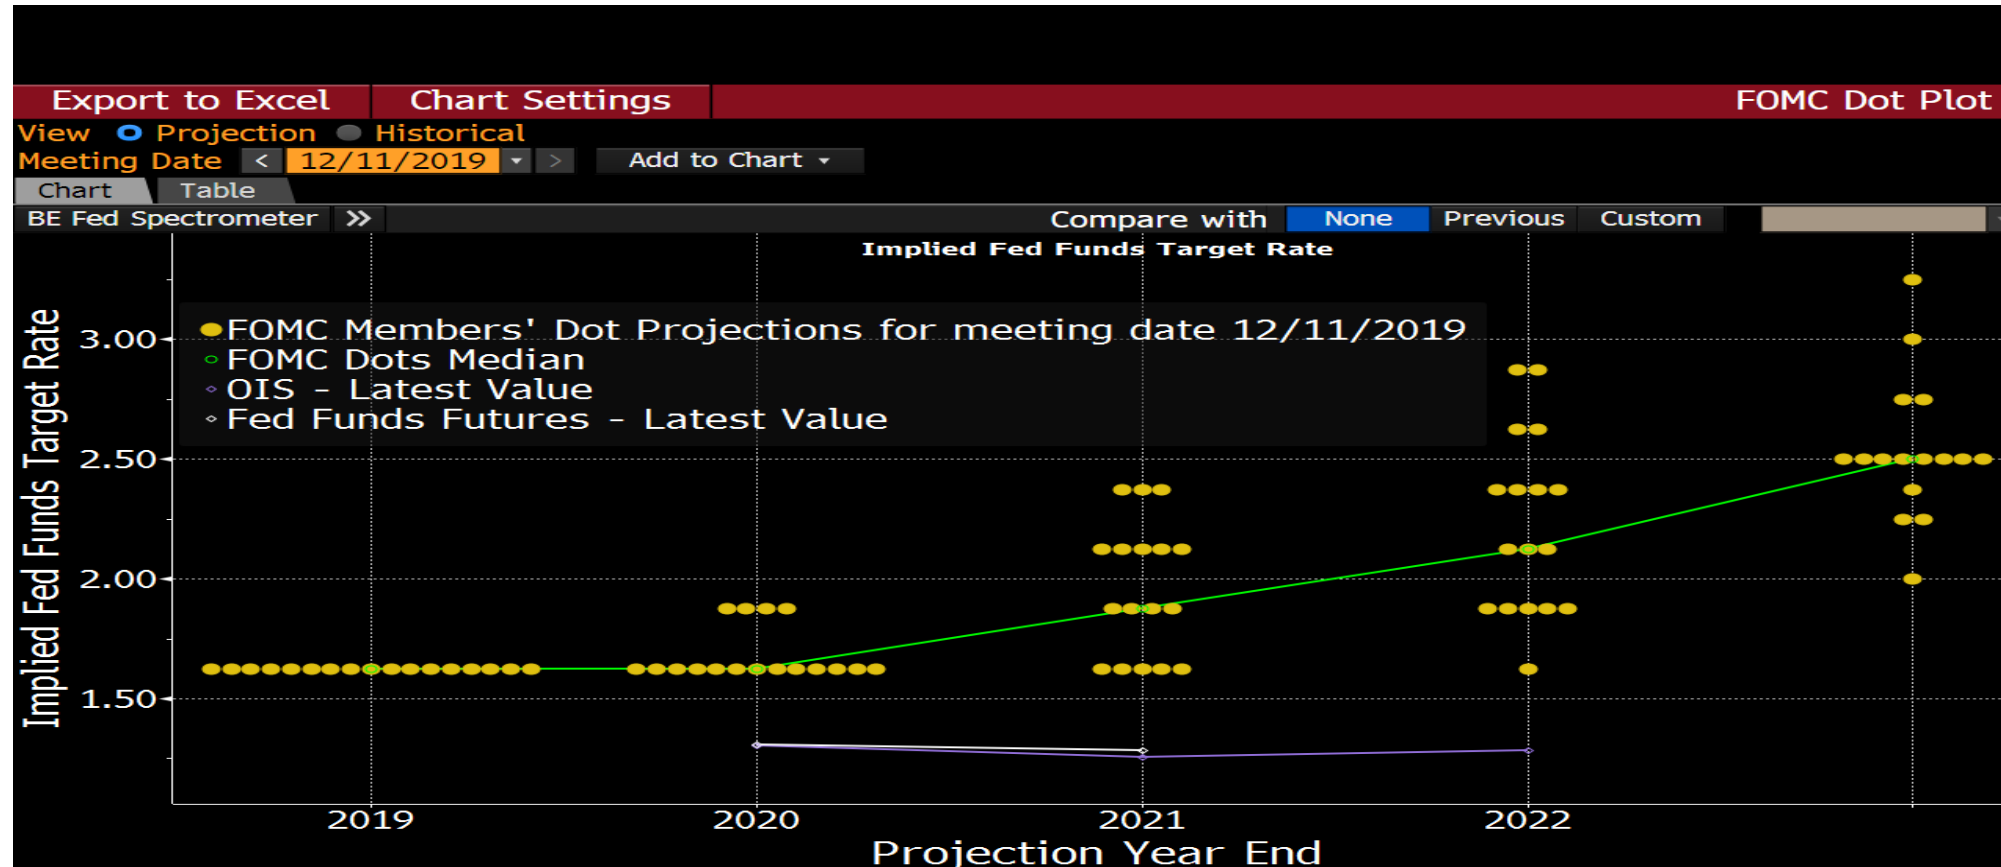 Export to Excel Chart Settings FOMC Dot Plot
View Projection Historical
Meeting Date < 12/11/2019 > Add to Chart
Chart Table
BE Fed Spectrometer >> Compare with None Previous Custom
Implied Fed Funds Target Rate
FOMC Members' Dot Projections for meeting date 12/11/2019
FOMC Dots Median
OIS - Latest Value
Fed Funds Futures - Latest Value
Implied Fed Funds Target Rate
3.00
2.50
2.00
1.50
2019 2020 2021 2022
Projection Year End